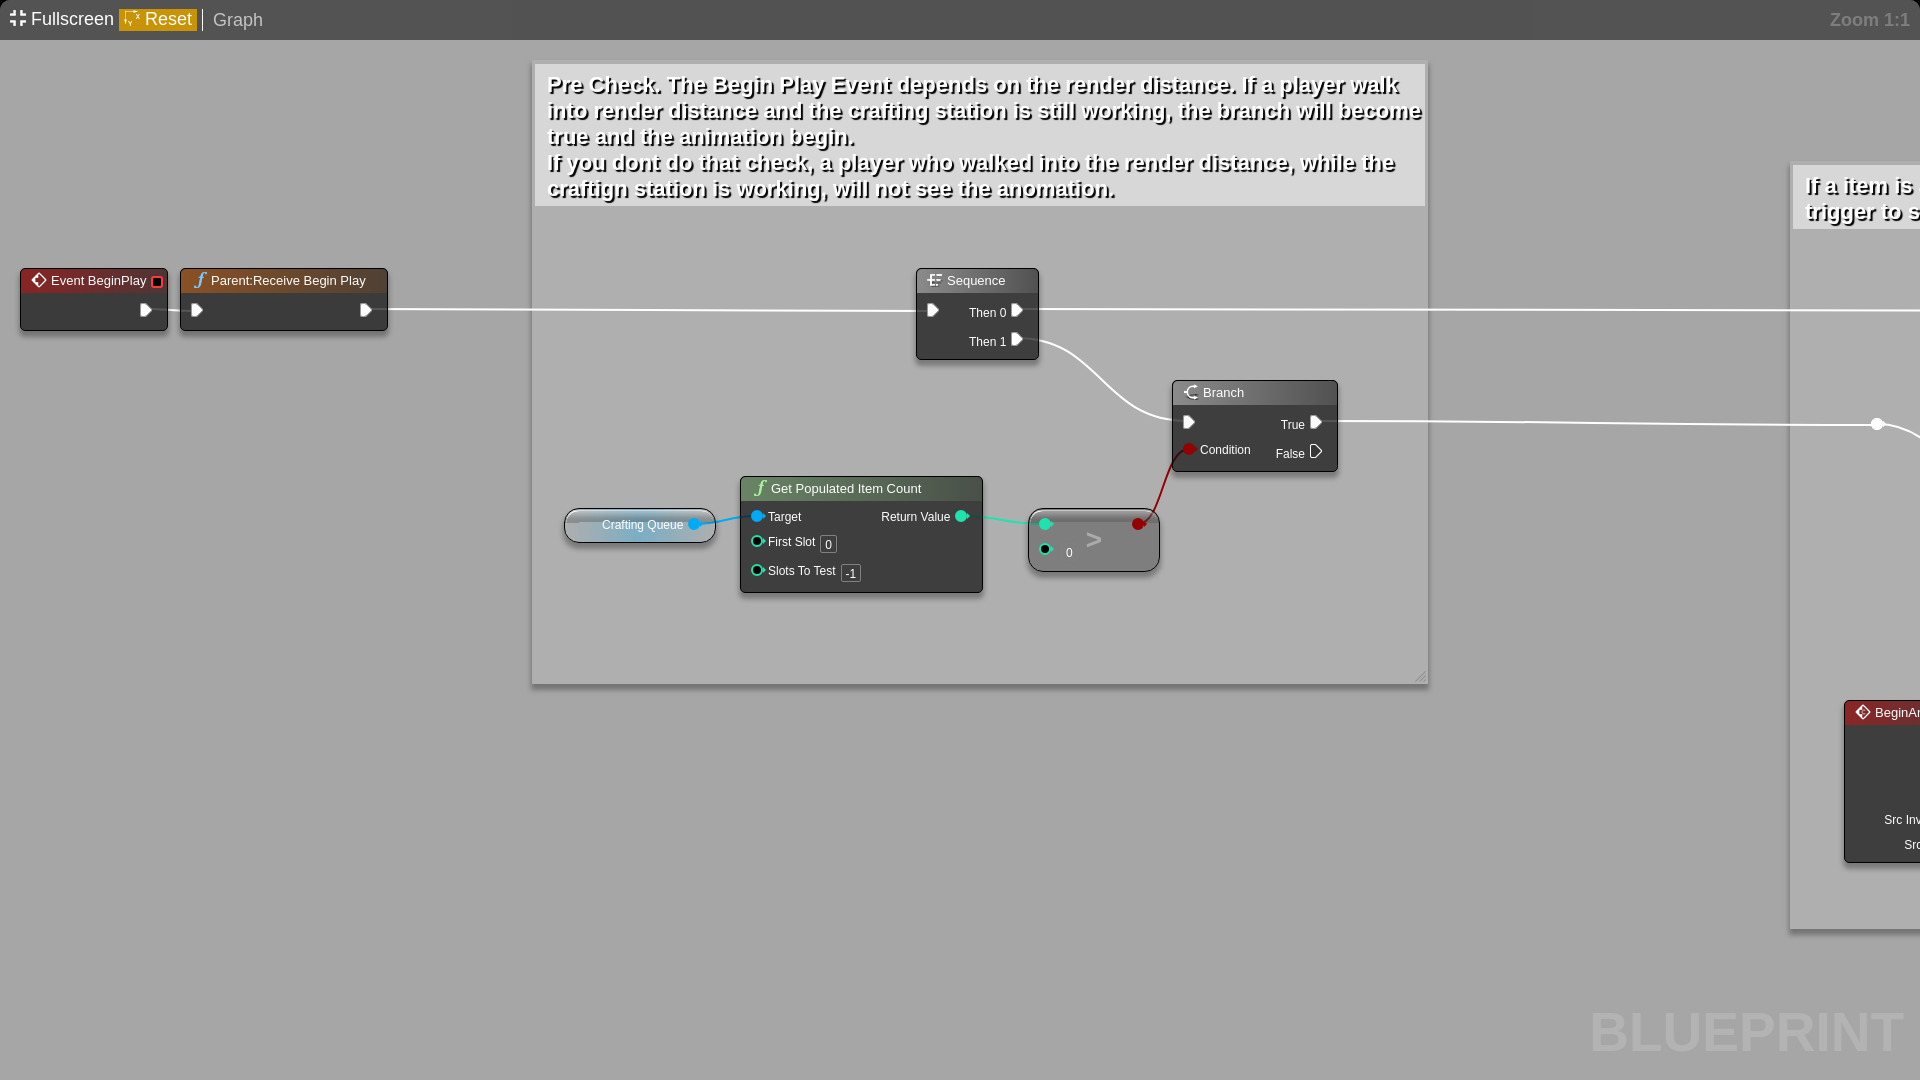 Fullscreen Reset Graph
Zoom 1:1
Pre Check. The Begin Play Event depends on the render distance. If a player walk
into render distance and the crafting station is still working, the branch will become
true and the animation begin.
If you dont do that check, a player who walked into the render distance, while the
craftign station is working, will not see the anomation.
If a item is
trigger to s
Event BeginPlay
Parent:Receive Begin Play
Sequence
Then 0
Then 1
Branch
True
Condition
False
Crafting Queue
Get Populated Item Count
Target
Return Value
First Slot 0
Slots To Test -1
>
0
BeginAn
Src Inv
Src
BLUEPRINT